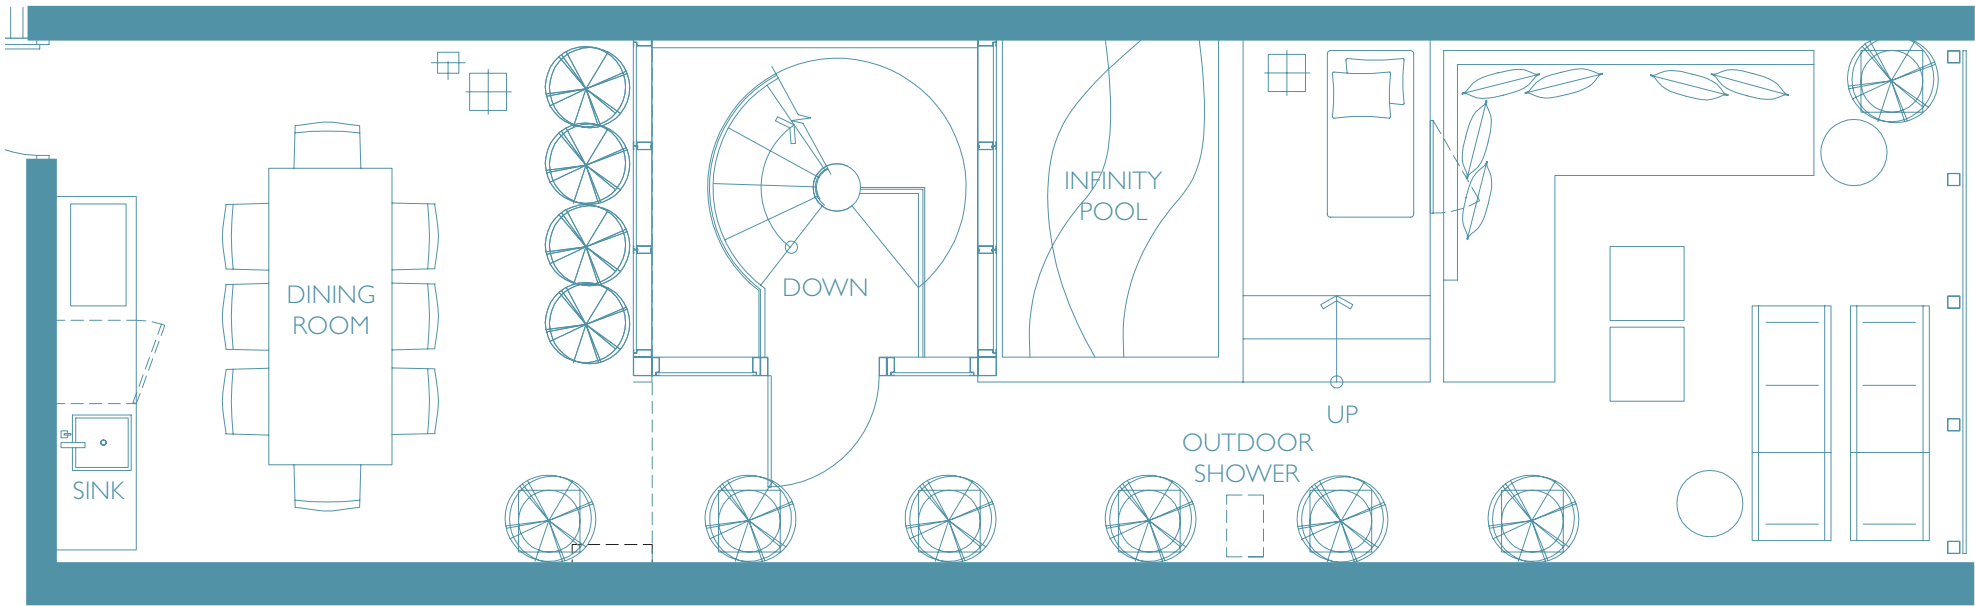 INFINITY
POOL
DOWN
DINING
ROOM
UP
OUTDOOR
SHOWER
SINK